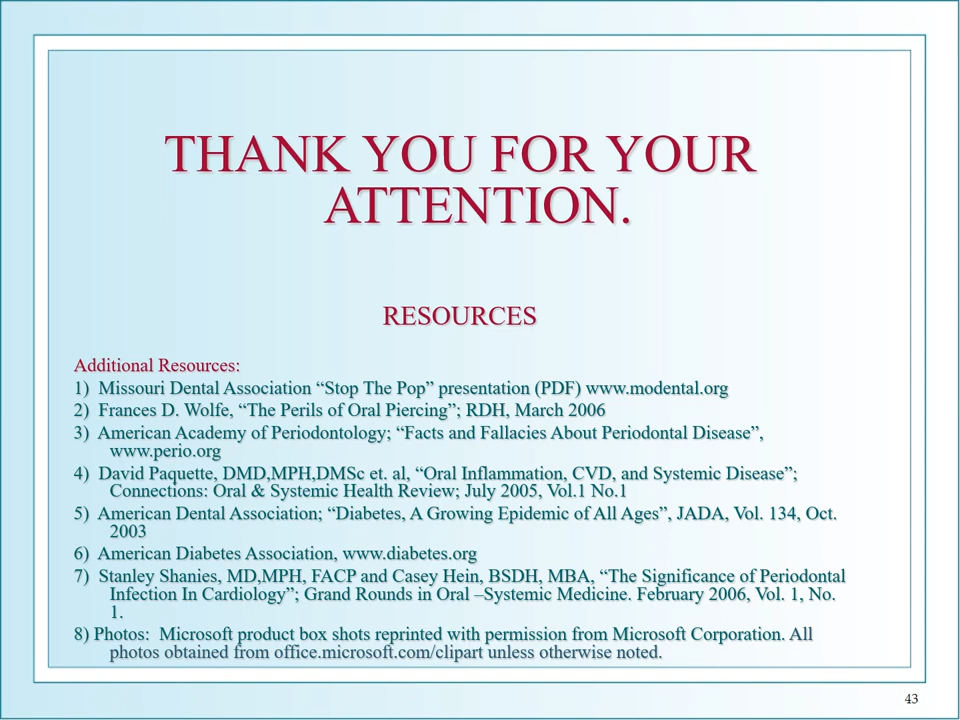 THANK YOU FOR YOUR
ATTENTION.
RESOURCES
Additional Resources:
1) Missouri Dental Association “Stop The Pop” presentation (PDF) www.modental.org
2) Frances D. Wolfe, “The Perils of Oral Piercing”; RDH, March 2006
3) American Academy of Periodontology; “Facts and Fallacies About Periodontal Disease”,
www.perio.org
4) David Paquette, DMD,MPH,DMSc et. al, “Oral Inflammation, CVD, and Systemic Disease”;
Connections: Oral & Systemic Health Review; July 2005, Vol.1 No.1
5) American Dental Association; “Diabetes, A Growing Epidemic of All Ages”, JADA, Vol. 134, Oct.
2003
6) American Diabetes Association, www.diabetes.org
7) Stanley Shanies, MD,MPH, FACP and Casey Hein, BSDH, MBA, “The Significance of Periodontal
Infection In Cardiology”; Grand Rounds in Oral –Systemic Medicine. February 2006, Vol. 1, No.
1.
8) Photos: Microsoft product box shots reprinted with permission from Microsoft Corporation. All
photos obtained from office.microsoft.com/clipart unless otherwise noted.
43